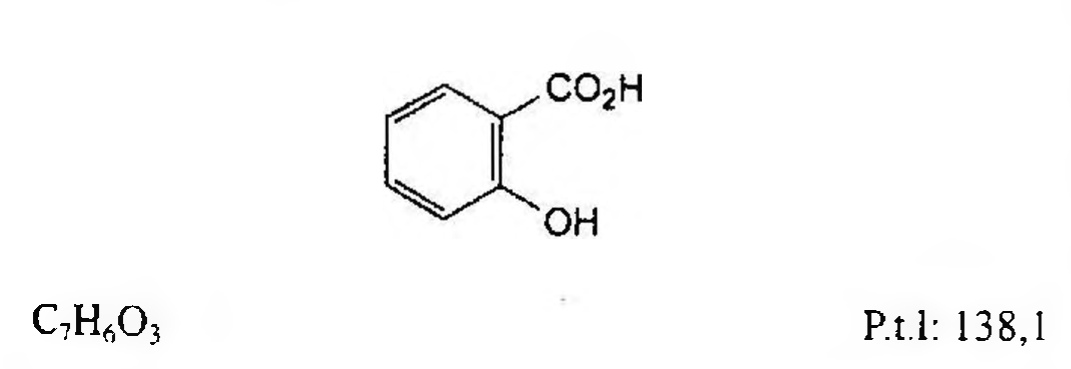 CO₂H
OH
C₇H₆O₃
P.t.l: 138,1